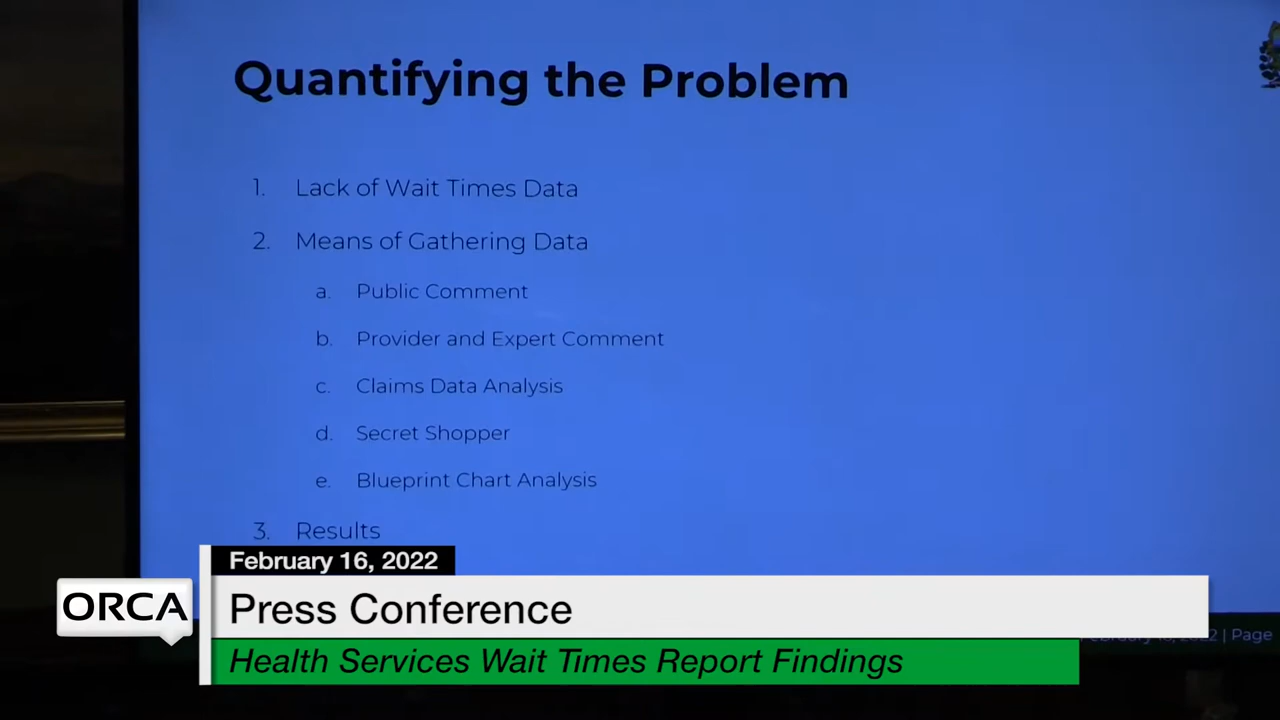 Quantifying the Problem
1. Lack of Wait Times Data
2. Means of Gathering Data
a. Public Comment
b. Provider and Expert Comment
c. Claims Data Analysis
d. Secret Shopper
e. Blueprint Chart Analysis
3. Results
February 16, 2022
ORCA
Press Conference
2 | Page
Health Services Wait Times Report Findings